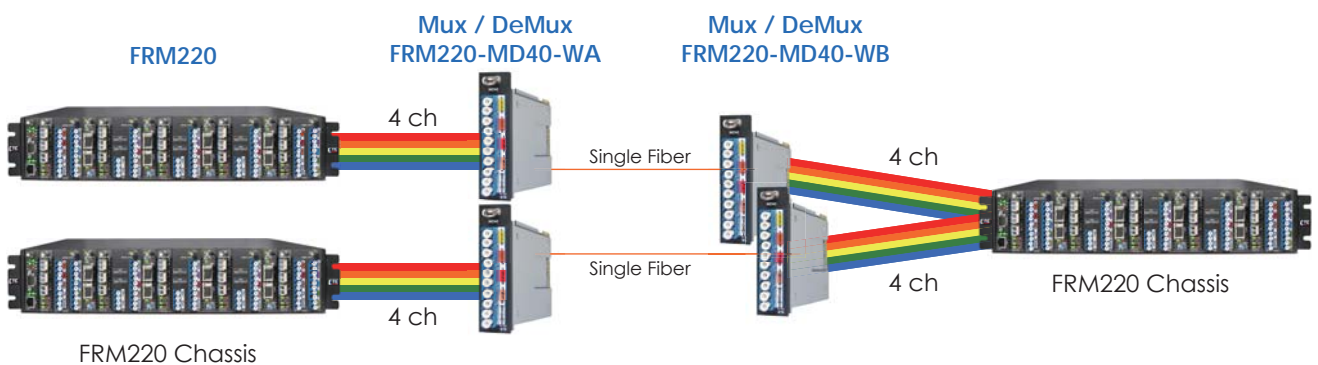 Mux / DeMux
FRM220-MD40-WA
Mux / DeMux
FRM220-MD40-WB
FRM220
4 ch
Single Fiber
4 ch
4 ch
Single Fiber
4 ch
FRM220 Chassis
FRM220 Chassis